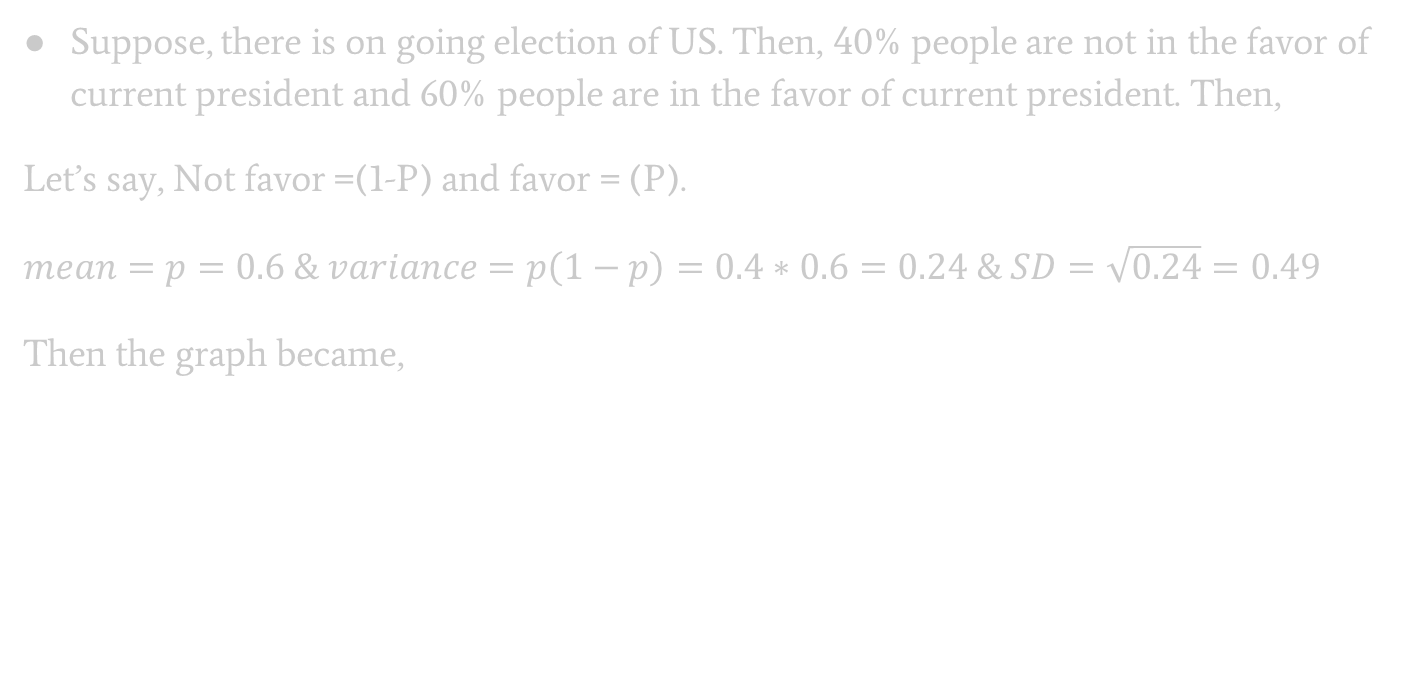 ● Suppose, there is on going election of US. Then, 40% people are not in the favor of
current president and 60% people are in the favor of current president. Then,
Let’s say, Not favor =(1-P) and favor = (P).
mean = p = 0.6 & variance = p(1 − p) = 0.4 ∗ 0.6 = 0.24 & SD = √0.24 = 0.49
Then the graph became,